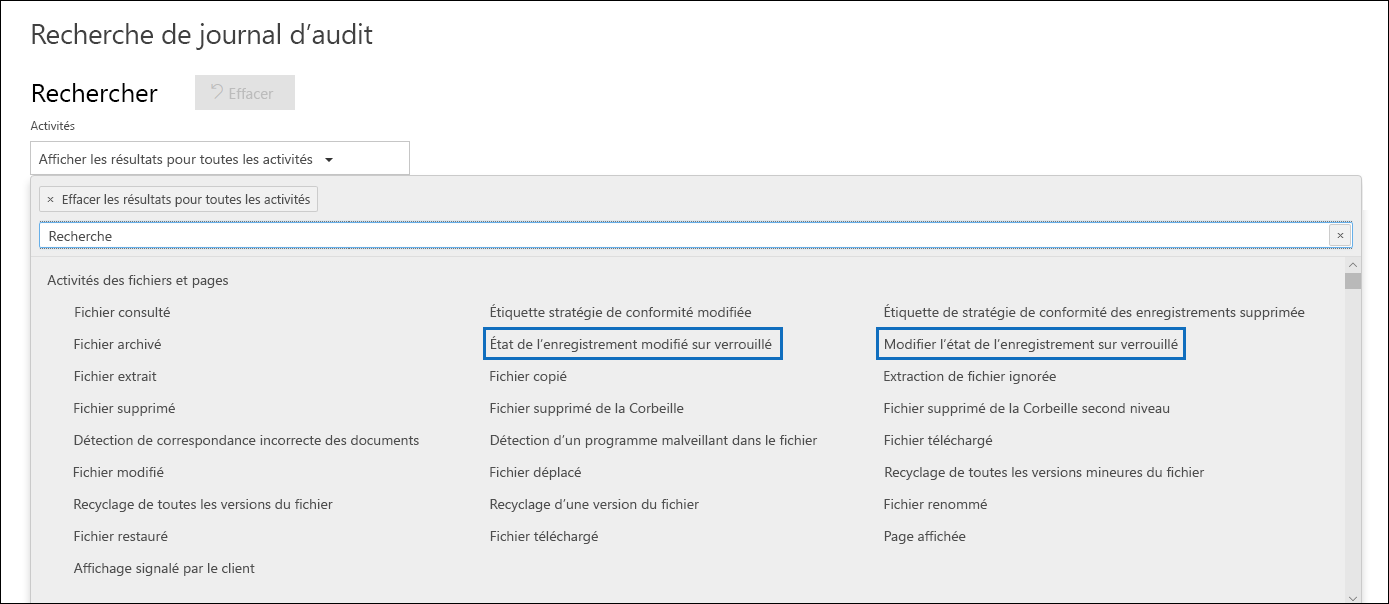 Recherche de journal d’audit
Rechercher
Effacer
Activités
Afficher les résultats pour toutes les activités
× Effacer les résultats pour toutes les activités
Recherche
Activités des fichiers et pages
Fichier consulté Étiquette stratégie de conformité modifiée Étiquette de stratégie de conformité des enregistrements supprimée
Fichier archivé État de l’enregistrement modifié sur verrouillé Modifier l’état de l’enregistrement sur verrouillé
Fichier extrait Fichier copié Extraction de fichier ignorée
Fichier supprimé Fichier supprimé de la Corbeille Fichier supprimé de la Corbeille second niveau
Détection de correspondance incorrecte des documents Détection d’un programme malveillant dans le fichier Fichier téléchargé
Fichier modifié Fichier déplacé Recyclage de toutes les versions mineures du fichier
Recyclage de toutes les versions du fichier Recyclage d’une version du fichier Fichier renommé
Fichier restauré Fichier téléchargé Page affichée
Affichage signalé par le client